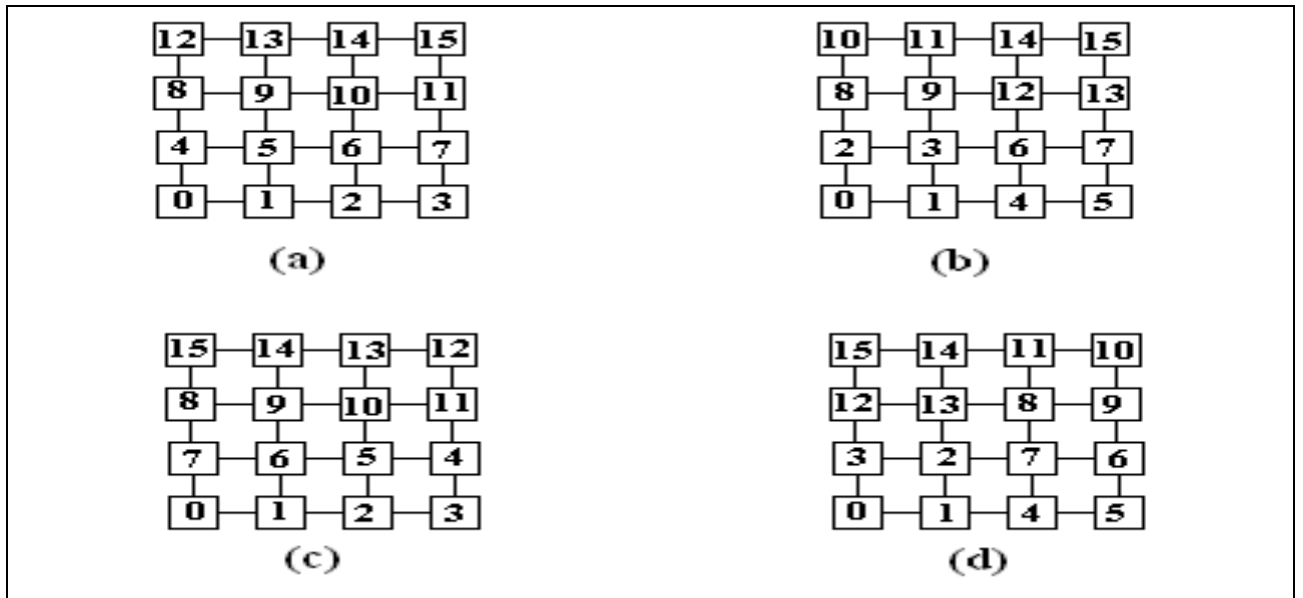 12 13 14 15
8 9 10 11
4 5 6 7
0 1 2 3
(a)
10 11 14 15
8 9 12 13
2 3 6 7
0 1 4 5
(b)
15 14 13 12
8 9 10 11
7 6 5 4
0 1 2 3
(c)
15 14 11 10
12 13 8 9
3 2 7 6
0 1 4 5
(d)